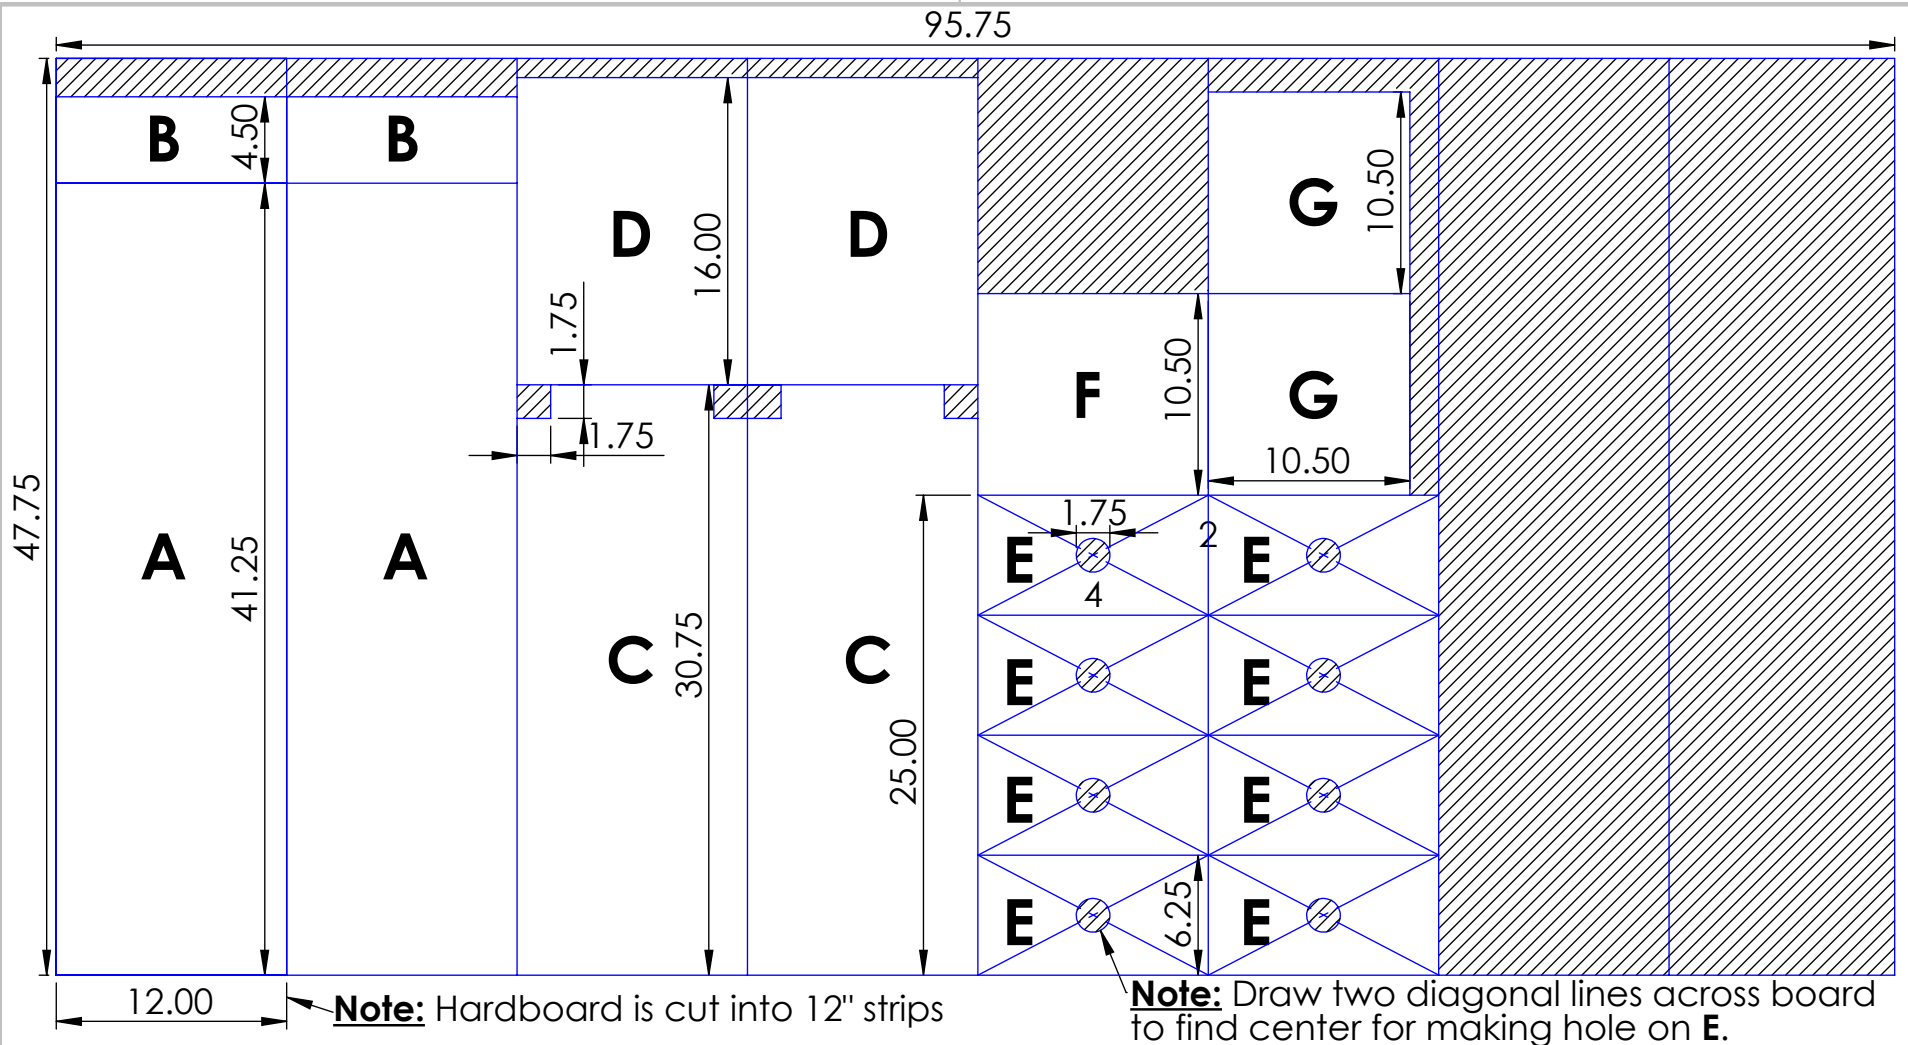 95.75
B
4.50
B
10.50
G
D
16.00
D
1.75
10.50
F
G
1.75
10.50
47.75
A
41.25
A
1.75
2
E
E
4
C
30.75
C
25.00
E
E
E
E
E
6.25
E
12.00
Note: Hardboard is cut into 12" strips
Note: Draw two diagonal lines across board
to find center for making hole on E.